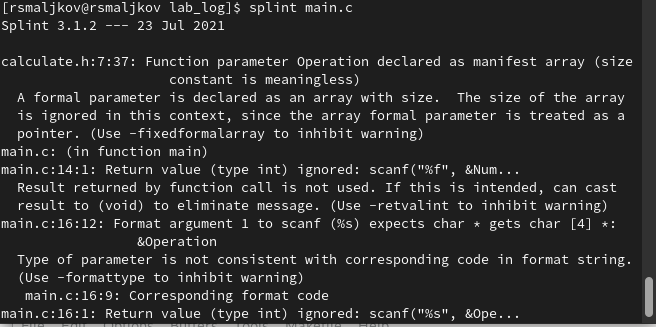 [rsmaljkov@rsmaljkov lab_log]$ splint main.c
Splint 3.1.2 --- 23 Jul 2021
calculate.h:7:37: Function parameter Operation declared as manifest array (size
constant is meaningless)
A formal parameter is declared as an array with size.  The size of the array
is ignored in this context, since the array formal parameter is treated as a
pointer. (Use -fixedformalarray to inhibit warning)
main.c: (in function main)
main.c:14:1: Return value (type int) ignored: scanf("%f", &Num...
Result returned by function call is not used. If this is intended, can cast
result to (void) to eliminate message. (Use -retvalint to inhibit warning)
main.c:16:12: Format argument 1 to scanf (%s) expects char * gets char [4] *:
&Operation
Type of parameter is not consistent with corresponding code in format string.
(Use -formattype to inhibit warning)
main.c:16:9: Corresponding format code
main.c:16:1: Return value (type int) ignored: scanf("%s", &Ope...